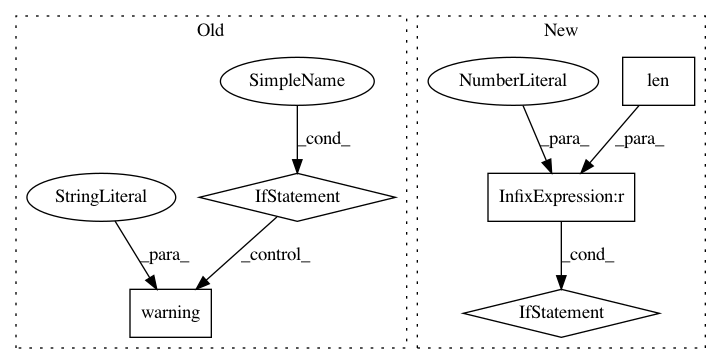 Old
New
SimpleName
NumberLiteral
len
_cond_
_para_
_para_
StringLiteral
IfStatement
InfixExpression:r
_para_
_control_
_cond_
warning
IfStatement